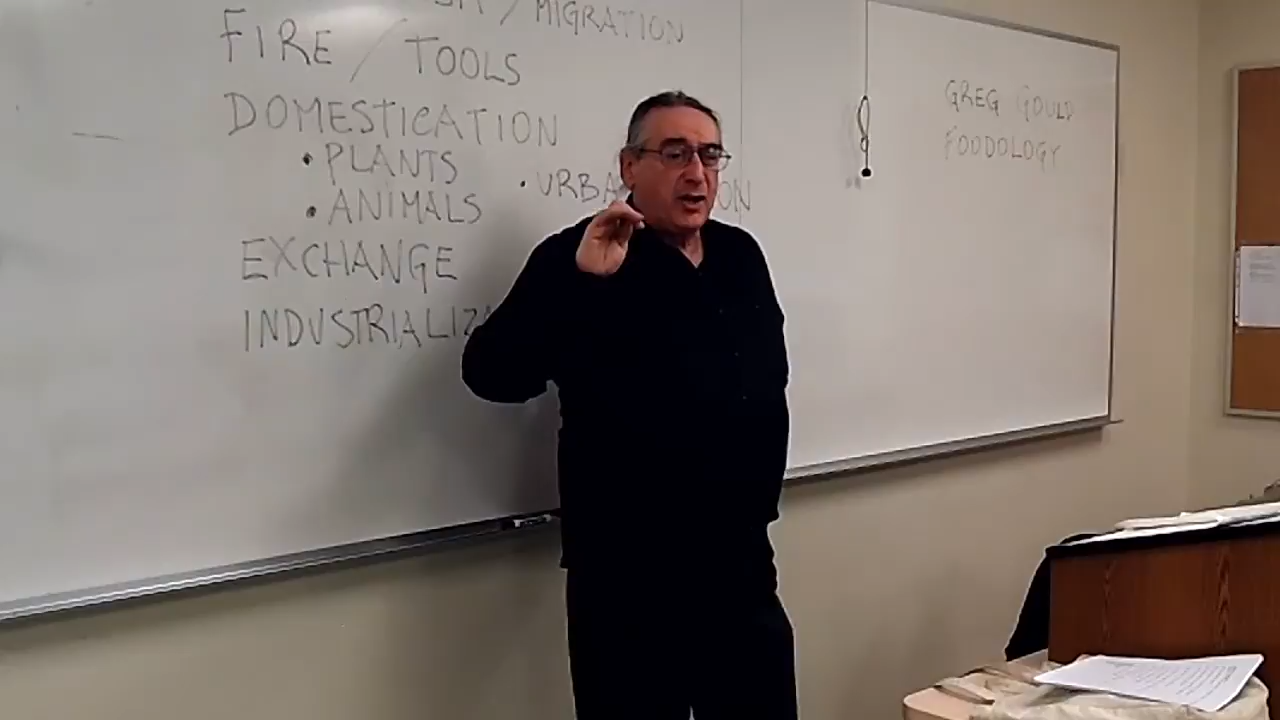 / MIGRATION
FIRE / TOOLS
DOMESTICATION
• PLANTS
• ANIMALS
• URBA ON
EXCHANGE
INDUSTRIALIZ
GREG GOULD
FOODOLOGY